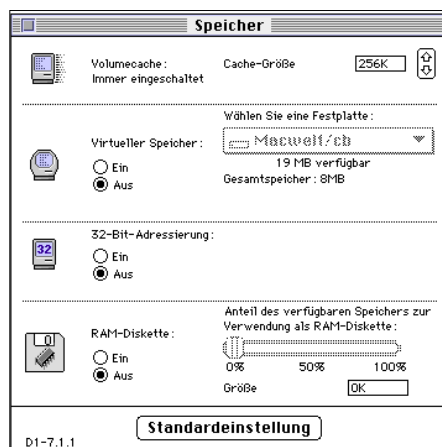 Speicher
Volumecache:
Immer eingeschaltet
Cache-Größe
256K
Wählen Sie eine Festplatte:
Virtueller Speicher:
Macwelt/cb
19 MB verfügbar
Gesamtspeicher: 8MB
Ein
Aus
32-Bit-Adressierung:
32
Ein
Aus
Anteil des verfügbaren Speichers zur
Verwendung als RAM-Diskette:
RAM-Diskette:
Ein
Aus
0% 50% 100%
Größe 0K
Standardeinstellung
D1-7.1.1